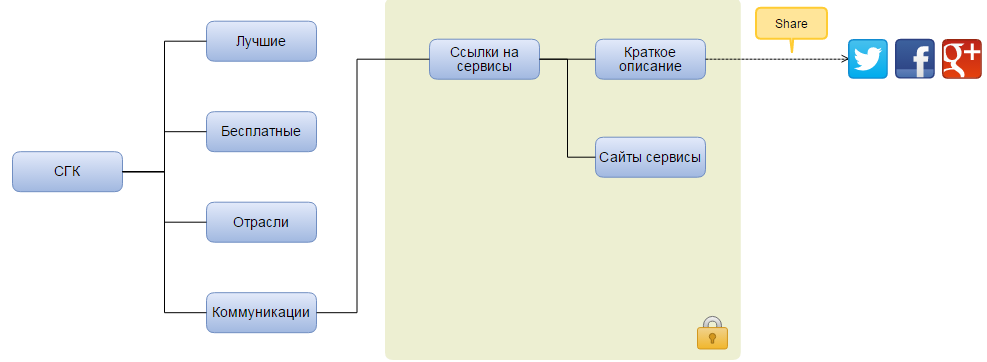 Share
Лучшие
Ссылки на
сервисы
Краткое
описание
Бесплатные
СГК
Сайты сервисы
Отрасли
Коммуникации